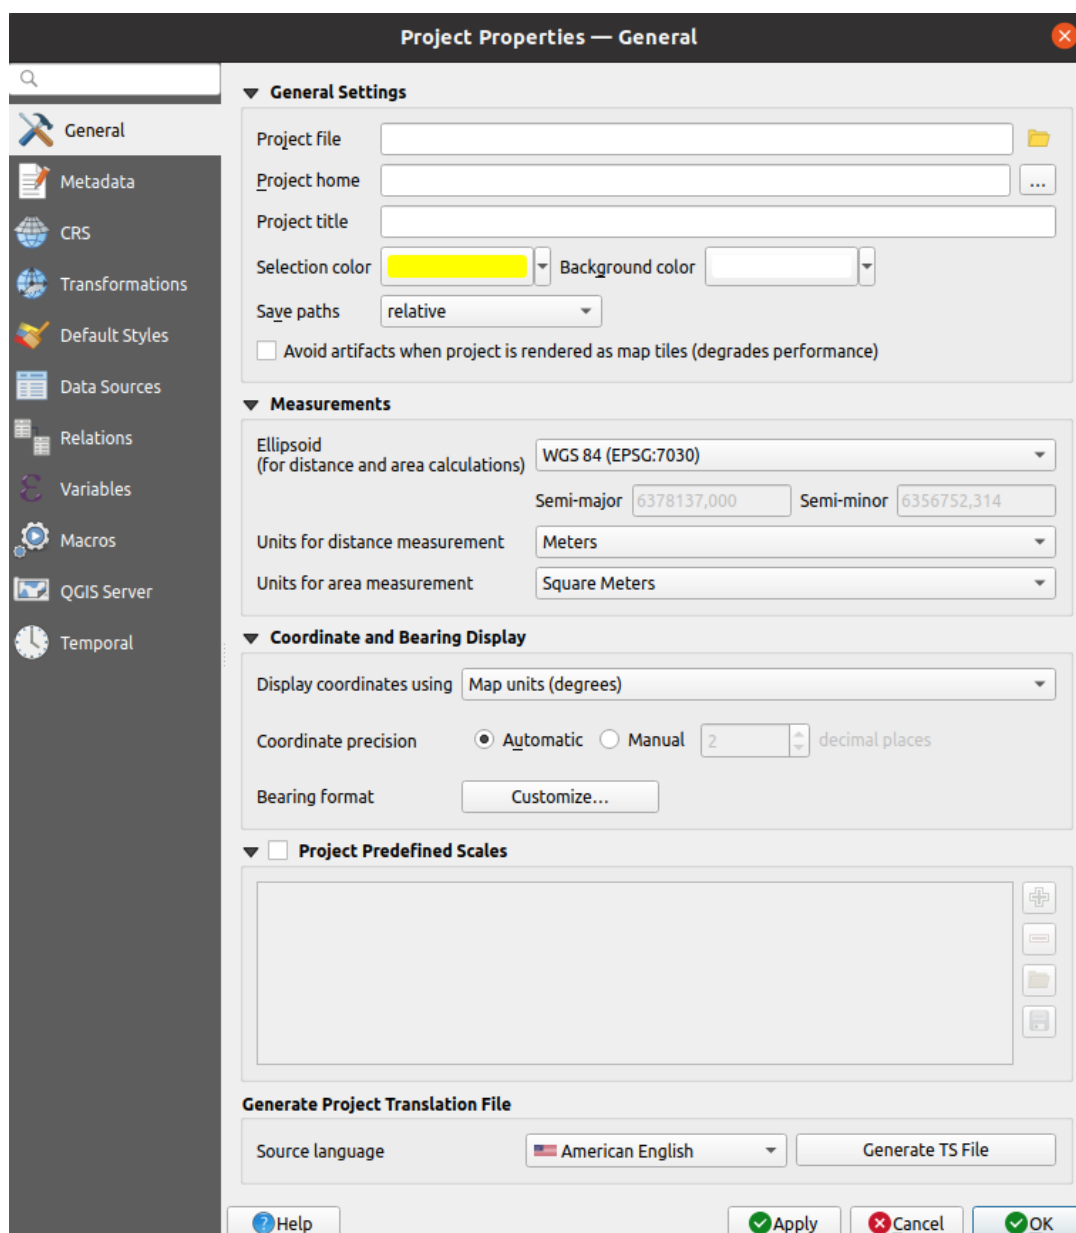 Project Properties — General
General
Metadata
CRS
Transformations
Default Styles
Data Sources
Relations
Variables
Macros
QGIS Server
Temporal
General Settings
Project file
Project home ...
Project title
Selection color Background color
Save paths relative
Avoid artifacts when project is rendered as map tiles (degrades performance)
Measurements
Ellipsoid
(for distance and area calculations) WGS 84 (EPSG:7030)
Semi-major 6378137,000 Semi-minor 6356752,314
Units for distance measurement Meters
Units for area measurement Square Meters
Coordinate and Bearing Display
Display coordinates using Map units (degrees)
Coordinate precision Automatic Manual 2 decimal places
Bearing format Customize...
Project Predefined Scales
Generate Project Translation File
Source language American English Generate TS File
Help Apply Cancel OK